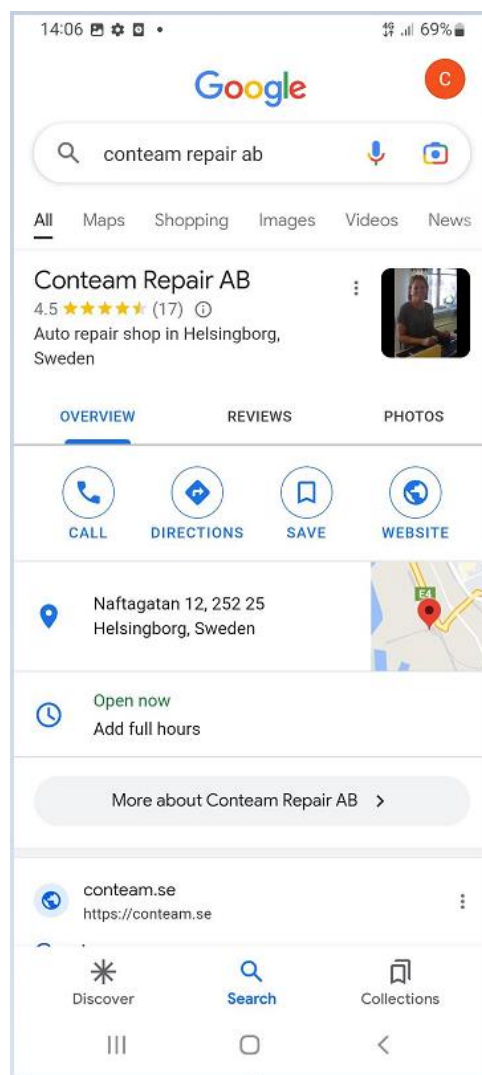 14:06 4G 69%
Google
C
conteam repair ab
All Maps Shopping Images Videos News
Conteam Repair AB
4.5 (17)
Auto repair shop in Helsingborg,
Sweden
OVERVIEW REVIEWS PHOTOS
CALL DIRECTIONS SAVE WEBSITE
Naftagatan 12, 252 25
Helsingborg, Sweden
E4
Open now
Add full hours
More about Conteam Repair AB
conteam.se
https://conteam.se
Discover Search Collections